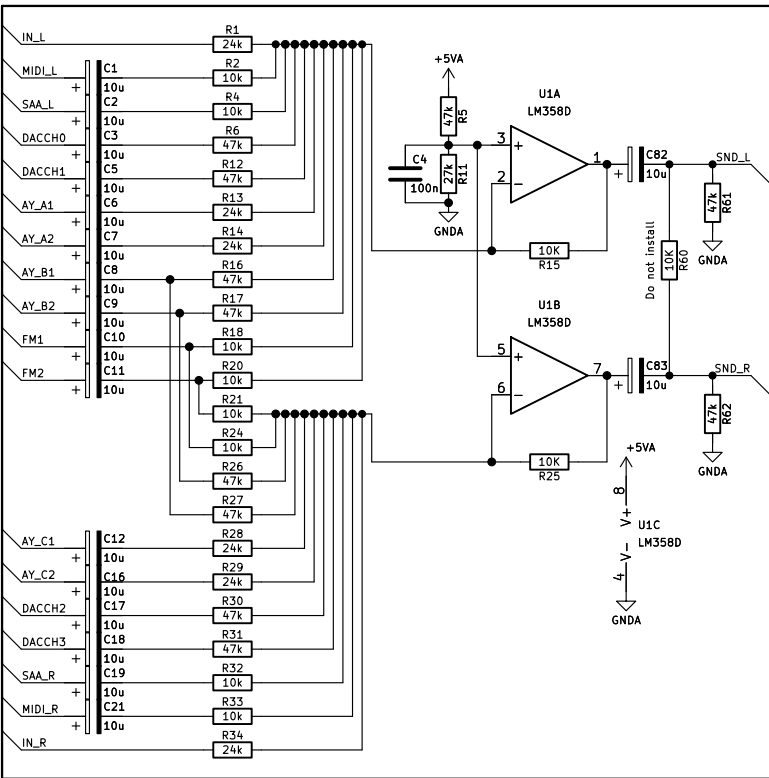 R1
IN_L
24k
R2
MIDI_L
C1
10k
+
10u
R4
SAA_L
C2
10k
+
10u
R6
DACCH0
C3
47k
+
10u
R12
DACCH1
C5
47k
+
10u
R13
AY_A1
C6
24k
+
10u
R14
AY_A2
C7
24k
+
10u
R16
AY_B1
C8
47k
+
10u
R17
AY_B2
C9
47k
+
10u
R18
FM1
C10
10k
+
10u
R20
FM2
C11
10k
+
10u
R21
10k
R24
10k
R26
47k
R27
47k
R28
AY_C1
C12
24k
+
10u
R29
AY_C2
C16
24k
+
10u
R30
DACCH2
C17
47k
+
10u
R31
DACCH3
C18
47k
+
10u
R32
SAA_R
C19
10k
+
10u
R33
MIDI_R
C21
10k
+
10u
R34
IN_R
24k
+5VA
47k
R5
C4
100n
27k
R11
GNDA
U1A
LM358D
3
+
2
−
1
10K
R15
C82
+
10u
SND_L
47k
R61
GNDA
Do not install
10K
R60
U1B
LM358D
5
+
6
−
7
10K
R25
C83
+
10u
SND_R
47k
R62
GNDA
+5VA
8
V+
U1C
LM358D
V−
4
GNDA